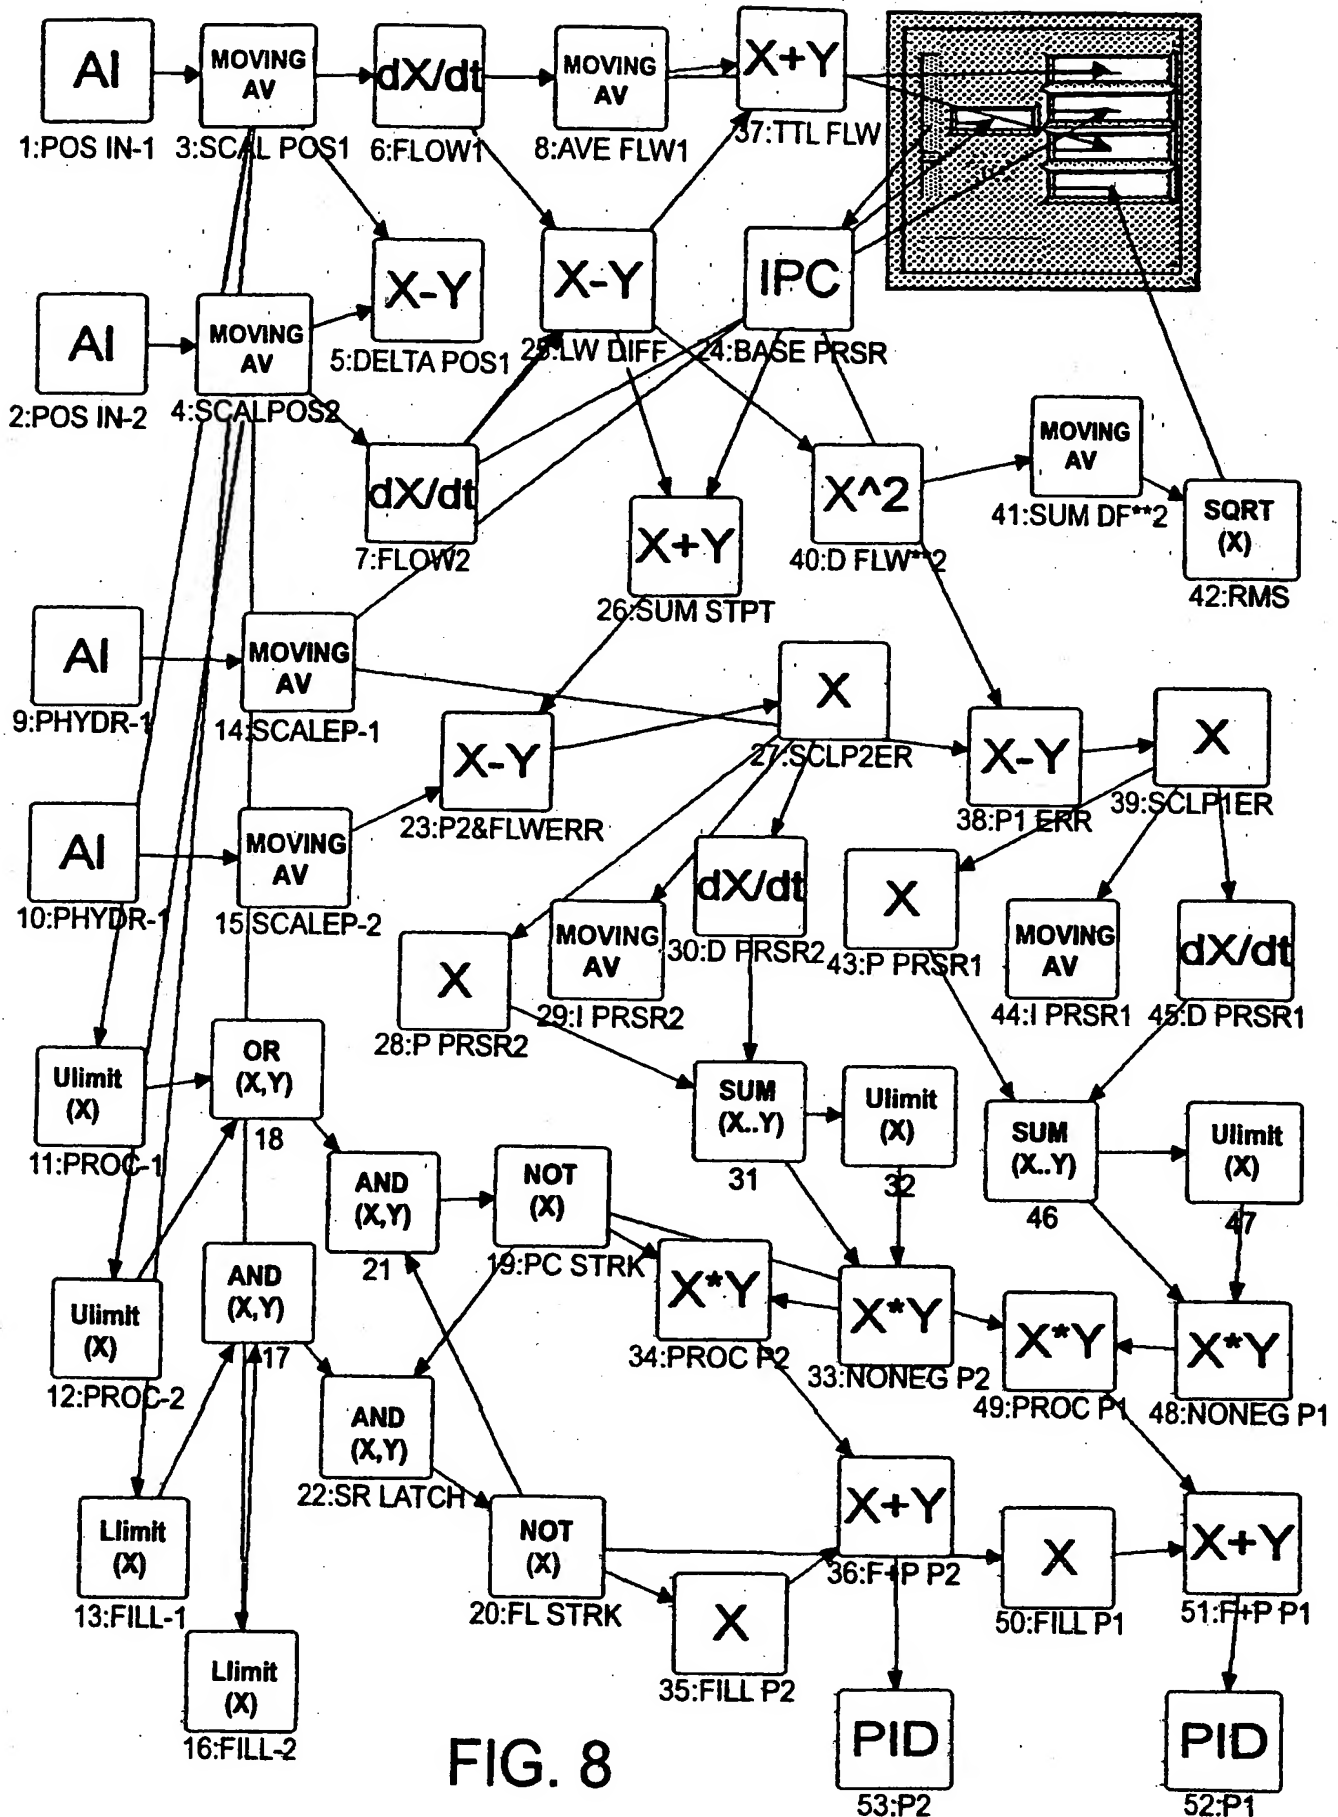 AI
1:POS IN-1
MOVING
AV
3:SCAL POS1
dX/dt
6:FLOW1
MOVING
AV
8:AVE FLW1
X+Y
37:TTL FLW
AI
2:POS IN-2
MOVING
AV
4:SCALPOS2
X-Y
5:DELTA POS1
X-Y
25:LW DIFF
IPC
24:BASE PRSR
dX/dt
7:FLOW2
X+Y
26:SUM STPT
X^2
40:D FLW**2
MOVING
AV
41:SUM DF**2
SQRT
(X)
42:RMS
AI
9:PHYDR-1
MOVING
AV
14:SCALEP-1
X-Y
23:P2&FLWERR
X
27:SCLP2ER
X-Y
38:P1 ERR
X
39:SCLP1ER
AI
10:PHYDR-1
MOVING
AV
15:SCALEP-2
X
28:P PRSR2
MOVING
AV
29:I PRSR2
dX/dt
30:D PRSR2
X
43:P PRSR1
MOVING
AV
44:I PRSR1
dX/dt
45:D PRSR1
Ulimit
(X)
11:PROC-1
OR
(X,Y)
18
AND
(X,Y)
21
NOT
(X)
19:PC STRK
SUM
(X..Y)
31
Ulimit
(X)
32
SUM
(X..Y)
46
Ulimit
(X)
47
Ulimit
(X)
12:PROC-2
AND
(X,Y)
17
X*Y
34:PROC P2
X*Y
33:NONEG P2
X*Y
49:PROC P1
X*Y
48:NONEG P1
AND
(X,Y)
22:SR LATCH
Llimit
(X)
13:FILL-1
NOT
(X)
20:FL STRK
X+Y
36:F+P P2
X
50:FILL P1
X+Y
51:F+P P1
Llimit
(X)
16:FILL-2
X
35:FILL P2
PID
53:P2
PID
52:P1
FIG. 8